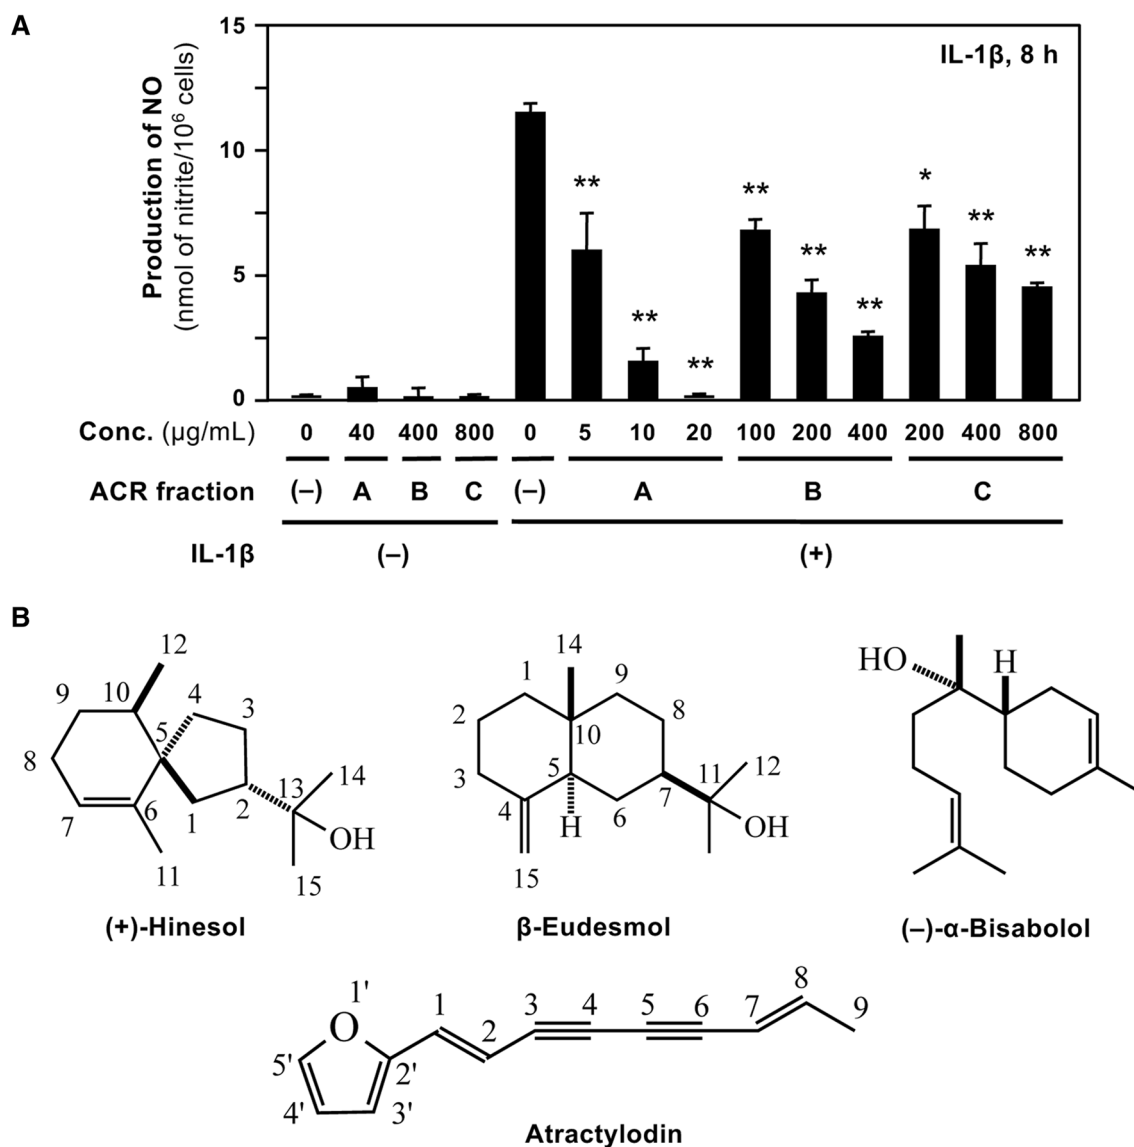 A
Production of NO
(nmol of nitrite/10⁶ cells)
15
10
5
0
IL-1β, 8 h
** ** ** ** ** ** * ** **
Conc. (µg/mL) 0 40 400 800 0 5 10 20 100 200 400 200 400 800
ACR fraction (–) A B C (–) A B C
IL-1β (–) (+)
B
12
10 4
9 3
5
8
14
13
6 2
7 1
OH
11
15
(+)-Hinesol
14
1 9
2 8
10
3 5 11 12
4 7
H 6
OH
15
β-Eudesmol
HO H
(–)-α-Bisabolol
1' 8
O 1 3 4 5 6 7
2 9
5' 2'
4' 3'
Atractylodin